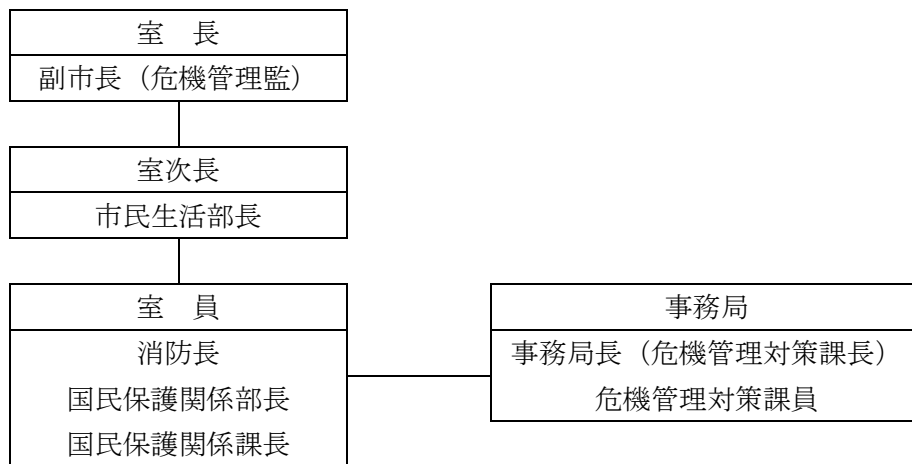 室　長
副市長（危機管理監）
室次長
市民生活部長
室　員
消防長
国民保護関係部長
国民保護関係課長
事務局
事務局長（危機管理対策課長）
危機管理対策課員